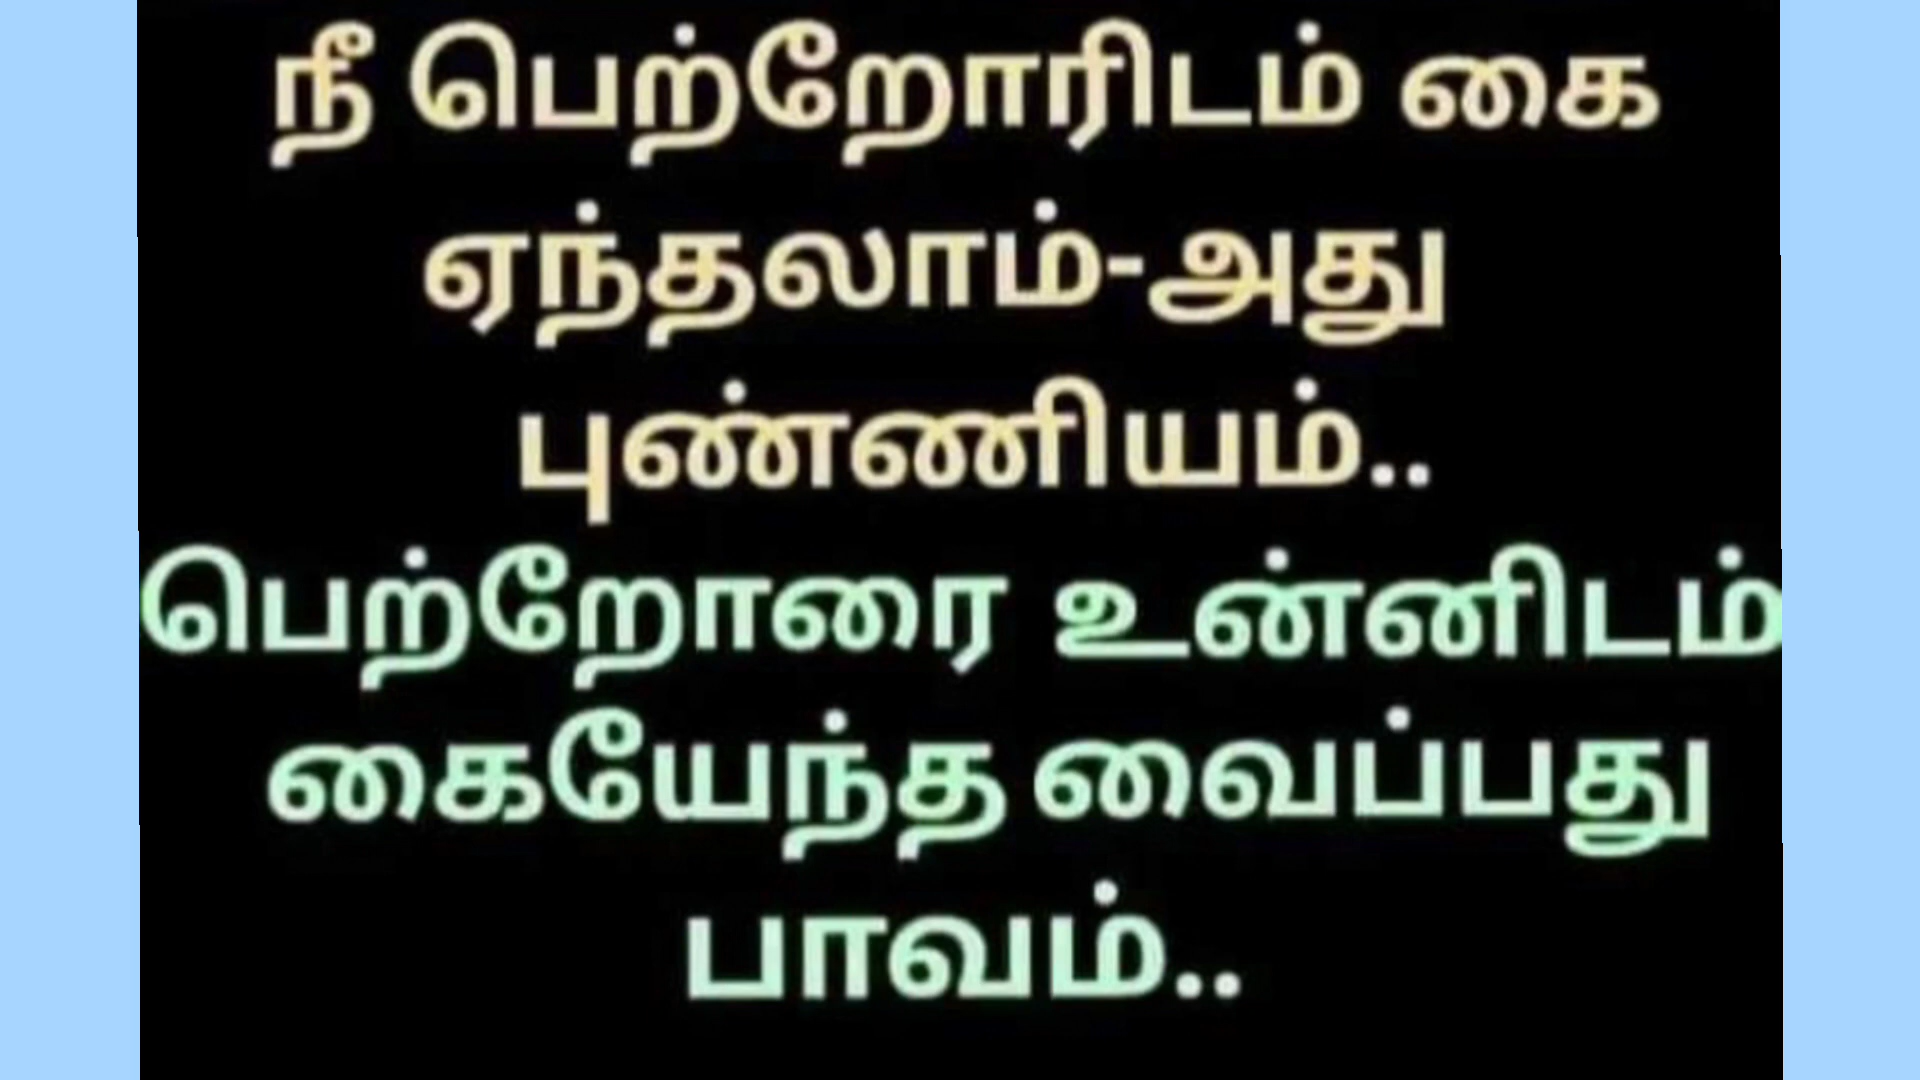 நீ பெற்றோரிடம் கை
ஏந்தலாம்-அது
புண்ணியம்..
பெற்றோரை உன்னிடம்
கையேந்த வைப்பது
பாவம்..